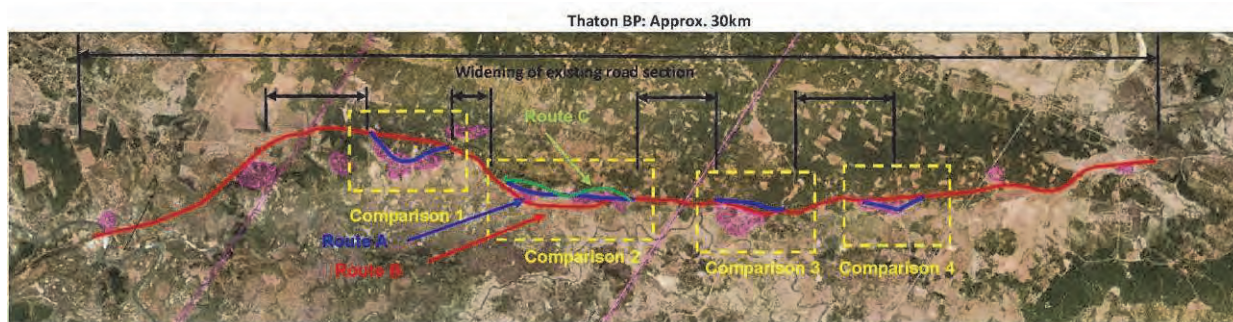 Thaton BP: Approx. 30km
Widening of existing road section
Route C
Comparison 1
Route A
Route B
Comparison 2
Comparison 3
Comparison 4